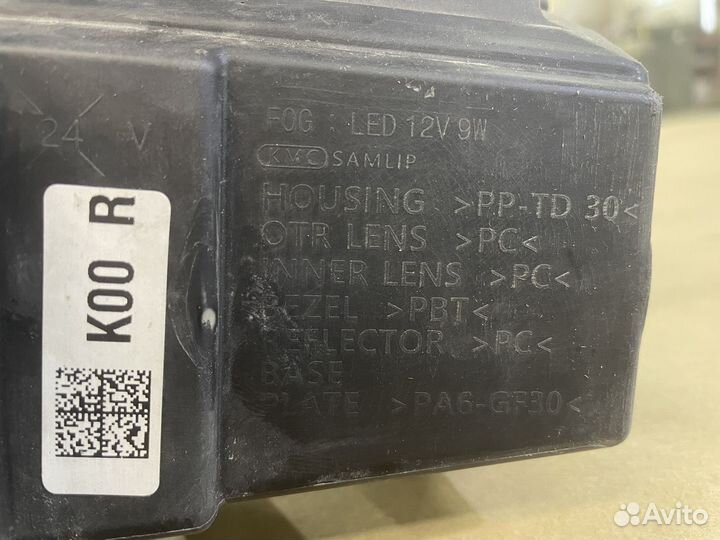 24 V
K00 R
FOG : LED 12V 9W
KMC SAMLIP
HOUSING >PP-TD 30<
OTR LENS >PC<
INNER LENS >PC<
BEZEL >PBT<
REFLECTOR >PC<
BASE
PLATE >PA6-GF30<
Avito